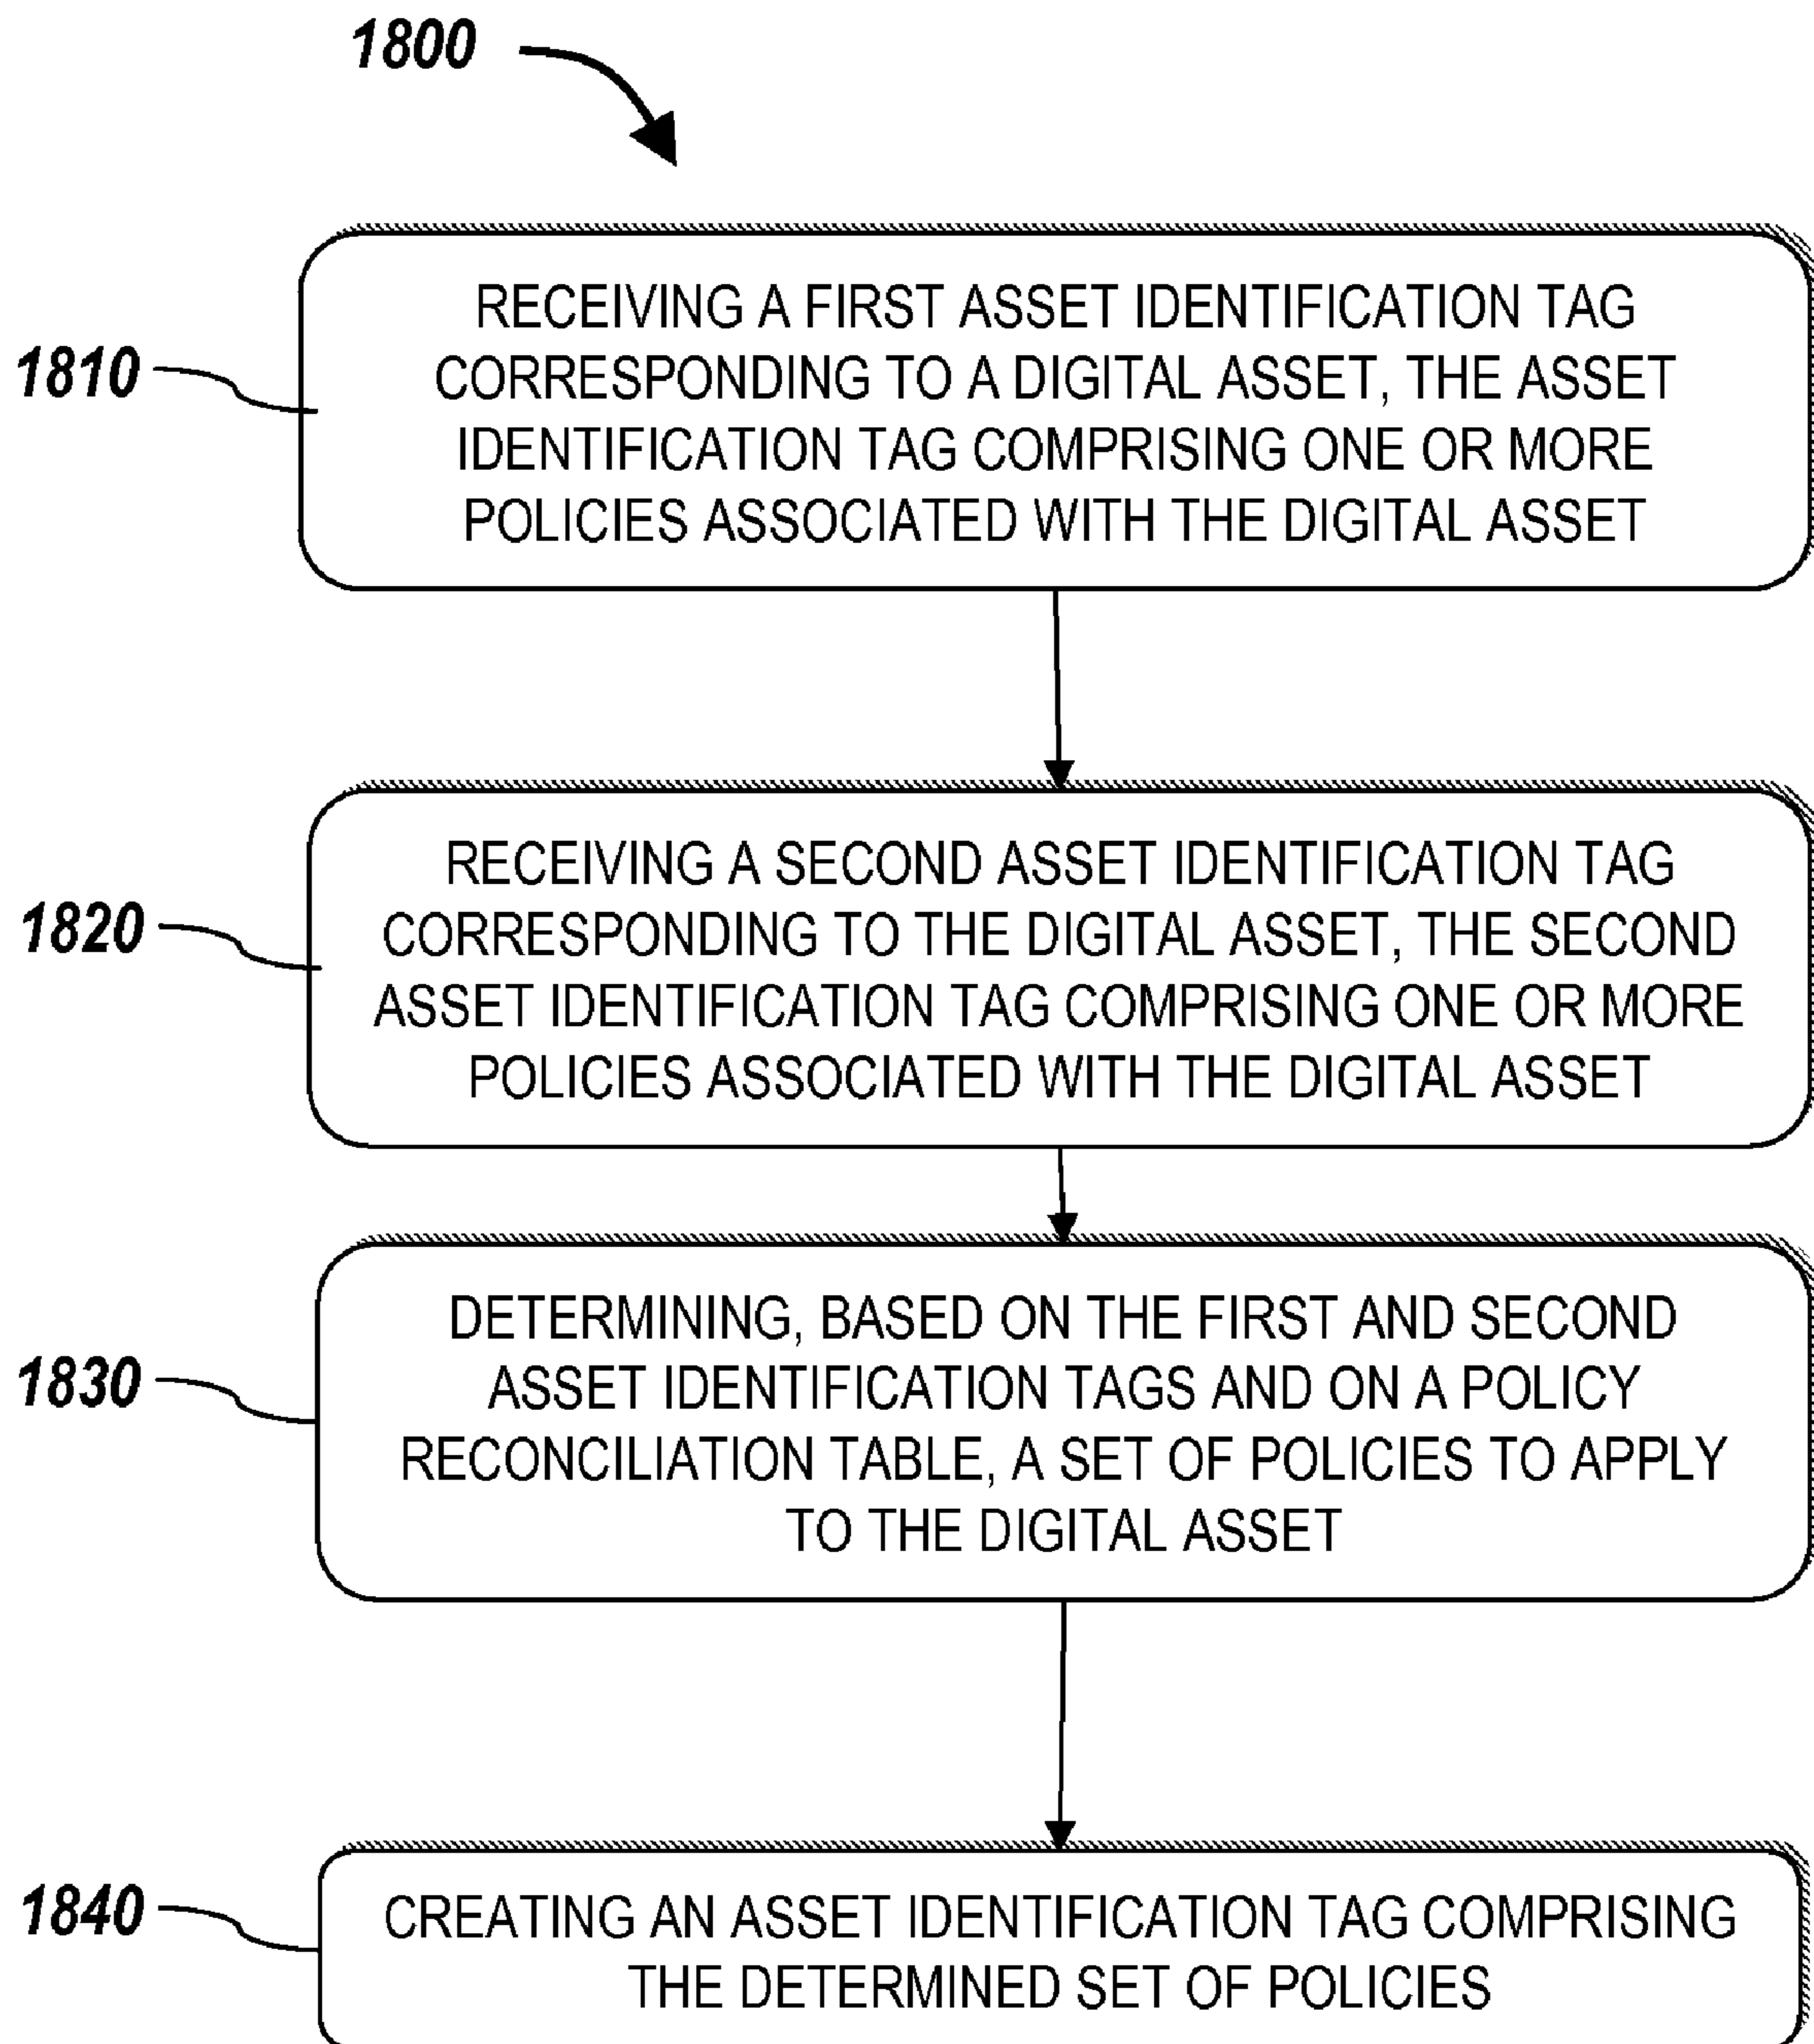 1800
1810
RECEIVING A FIRST ASSET IDENTIFICATION TAG
CORRESPONDING TO A DIGITAL ASSET, THE ASSET
IDENTIFICATION TAG COMPRISING ONE OR MORE
POLICIES ASSOCIATED WITH THE DIGITAL ASSET
1820
RECEIVING A SECOND ASSET IDENTIFICATION TAG
CORRESPONDING TO THE DIGITAL ASSET, THE SECOND
ASSET IDENTIFICATION TAG COMPRISING ONE OR MORE
POLICIES ASSOCIATED WITH THE DIGITAL ASSET
1830
DETERMINING, BASED ON THE FIRST AND SECOND
ASSET IDENTIFICATION TAGS AND ON A POLICY
RECONCILIATION TABLE, A SET OF POLICIES TO APPLY
TO THE DIGITAL ASSET
1840
CREATING AN ASSET IDENTIFICATION TAG COMPRISING
THE DETERMINED SET OF POLICIES